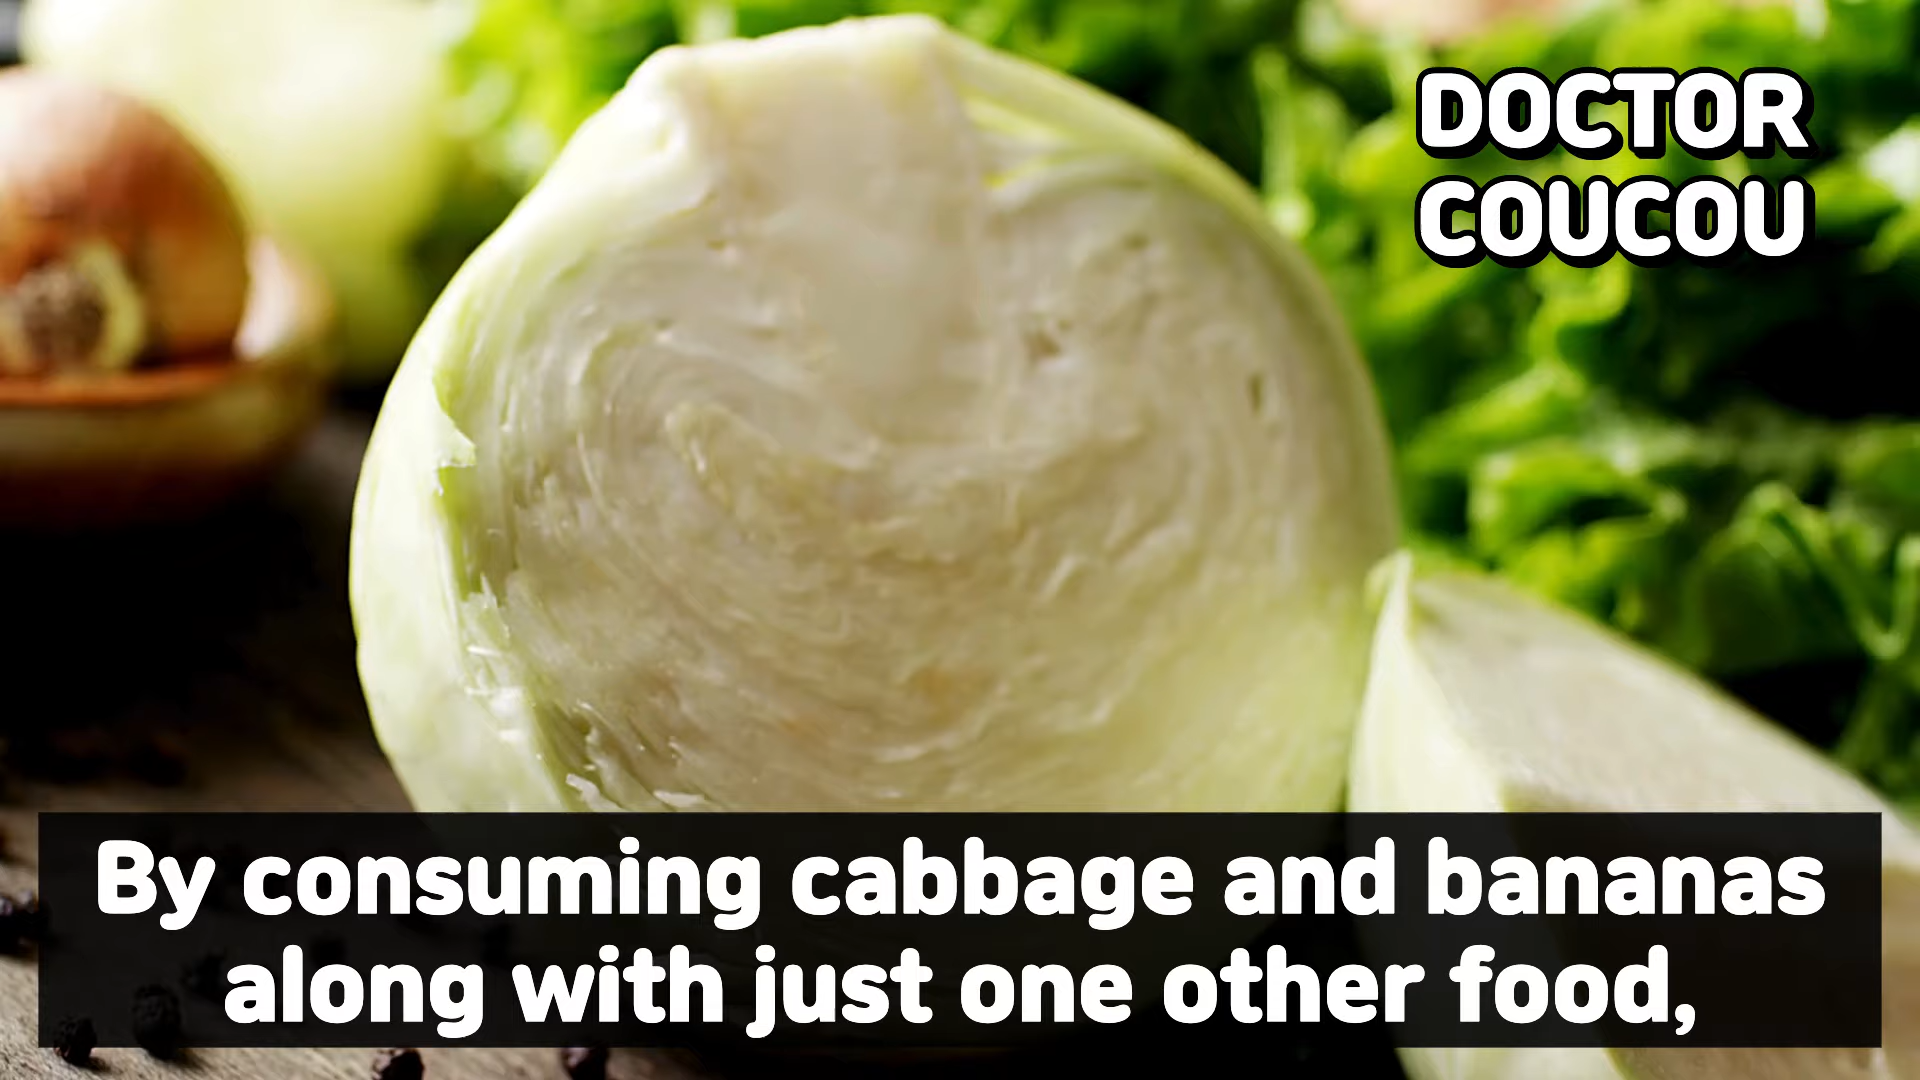 DOCTOR
COUCOU
By consuming cabbage and bananas
along with just one other food,